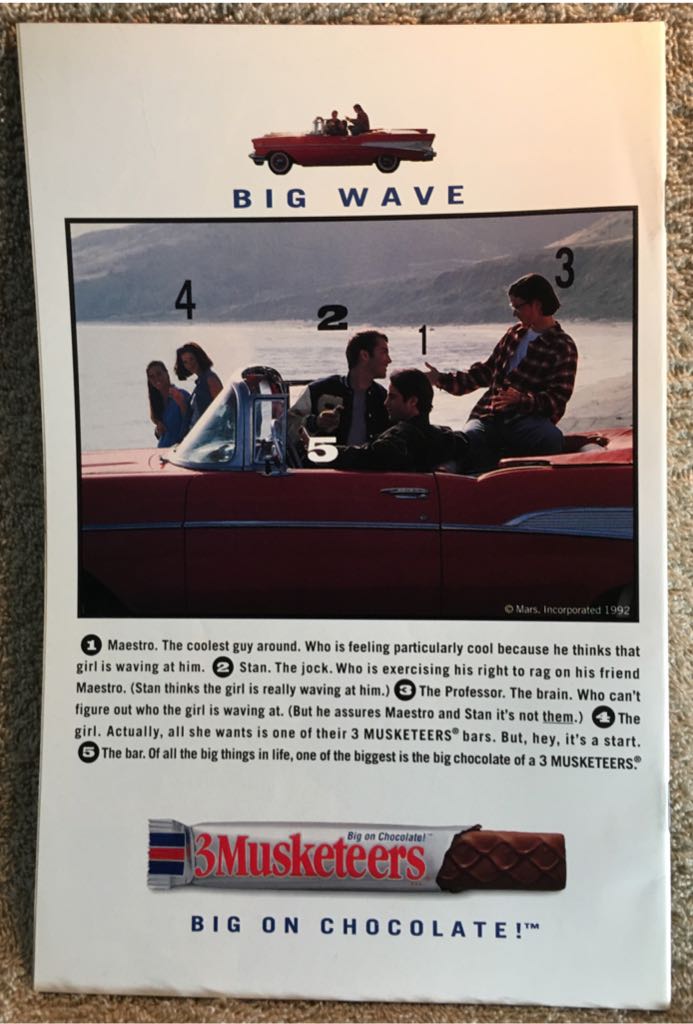 BIG WAVE
3
4
2
1
5
© Mars, Incorporated 1992
1 Maestro. The coolest guy around. Who is feeling particularly cool because he thinks that
girl is waving at him. 2 Stan. The jock. Who is exercising his right to rag on his friend
Maestro. (Stan thinks the girl is really waving at him.) 3 The Professor. The brain. Who can't
figure out who the girl is waving at. (But he assures Maestro and Stan it's not them.) 4 The
girl. Actually, all she wants is one of their 3 MUSKETEERS® bars. But, hey, it's a start.
5 The bar. Of all the big things in life, one of the biggest is the big chocolate of a 3 MUSKETEERS®.
Big on Chocolate!™
3 Musketeers
BIG ON CHOCOLATE!™